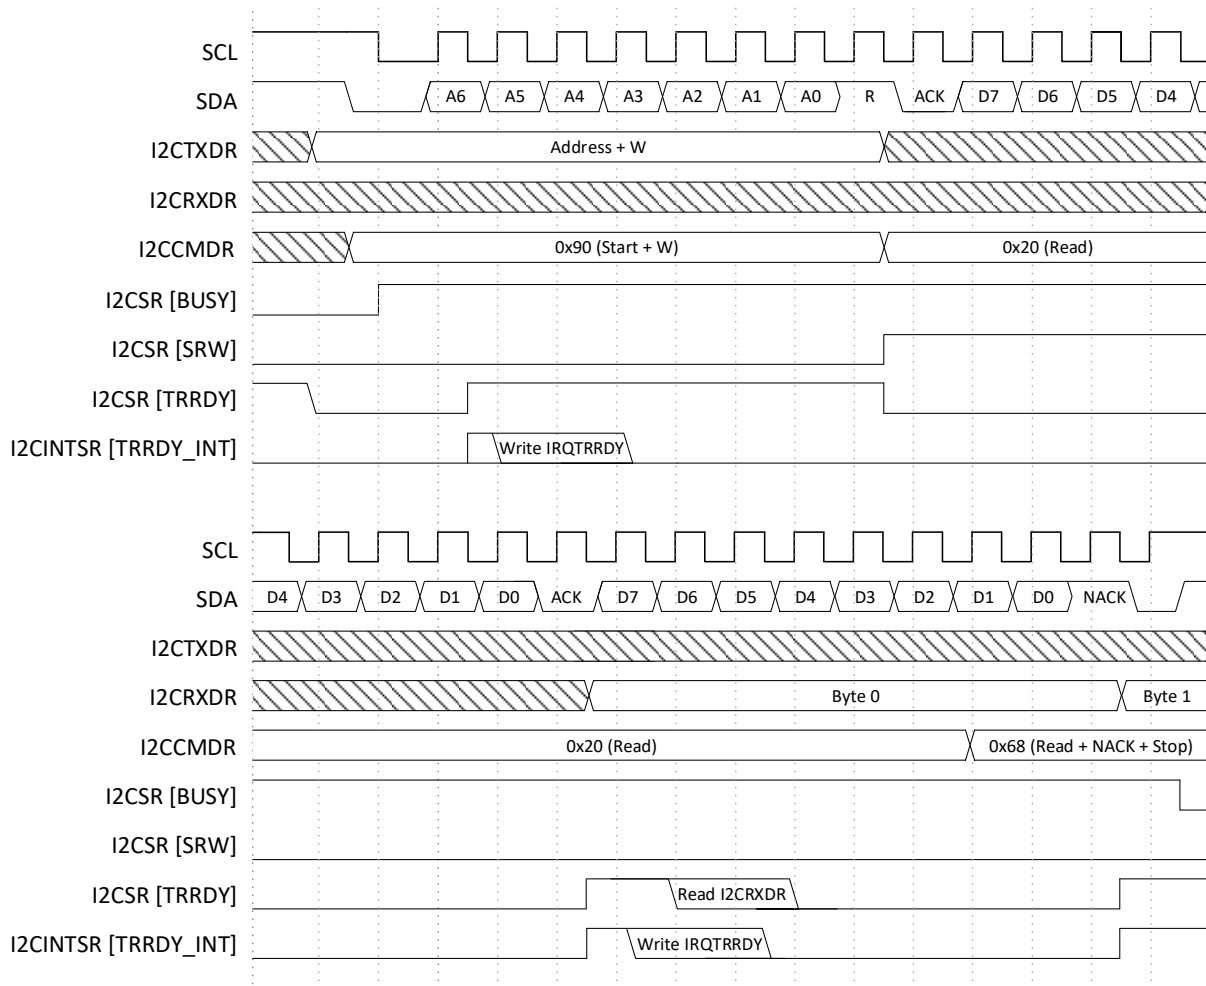 SCL
SDA A6 A5 A4 A3 A2 A1 A0 R ACK D7 D6 D5 D4
I2CTXDR Address + W
I2CRXDR
I2CCMDR 0x90 (Start + W) 0x20 (Read)
I2CSR [BUSY]
I2CSR [SRW]
I2CSR [TRRDY]
I2CINTSR [TRRDY_INT] Write IRQTRRDY
SCL
SDA D4 D3 D2 D1 D0 ACK D7 D6 D5 D4 D3 D2 D1 D0 NACK
I2CTXDR
I2CRXDR Byte 0 Byte 1
I2CCMDR 0x20 (Read) 0x68 (Read + NACK + Stop)
I2CSR [BUSY]
I2CSR [SRW]
I2CSR [TRRDY] Read I2CRXDR
I2CINTSR [TRRDY_INT] Write IRQTRRDY